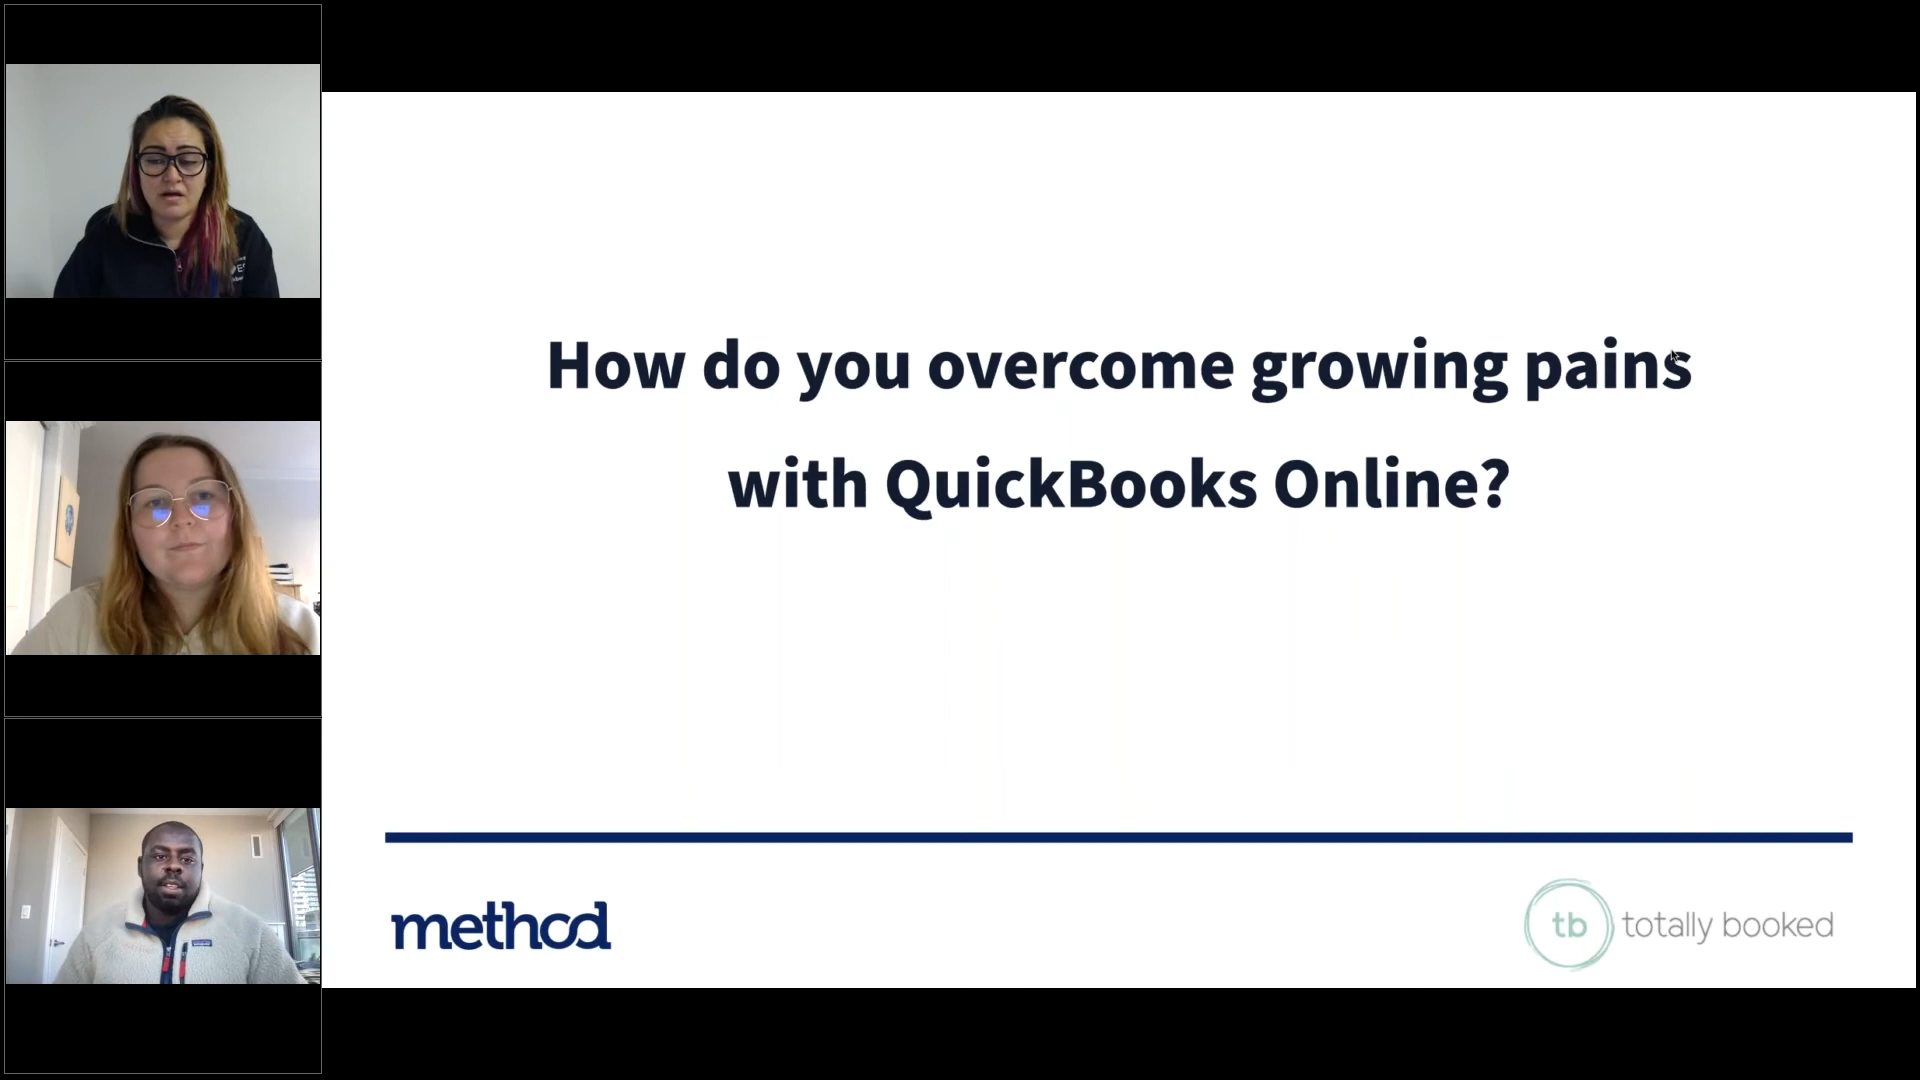 How do you overcome growing pains
with QuickBooks Online?
method
tb totally booked